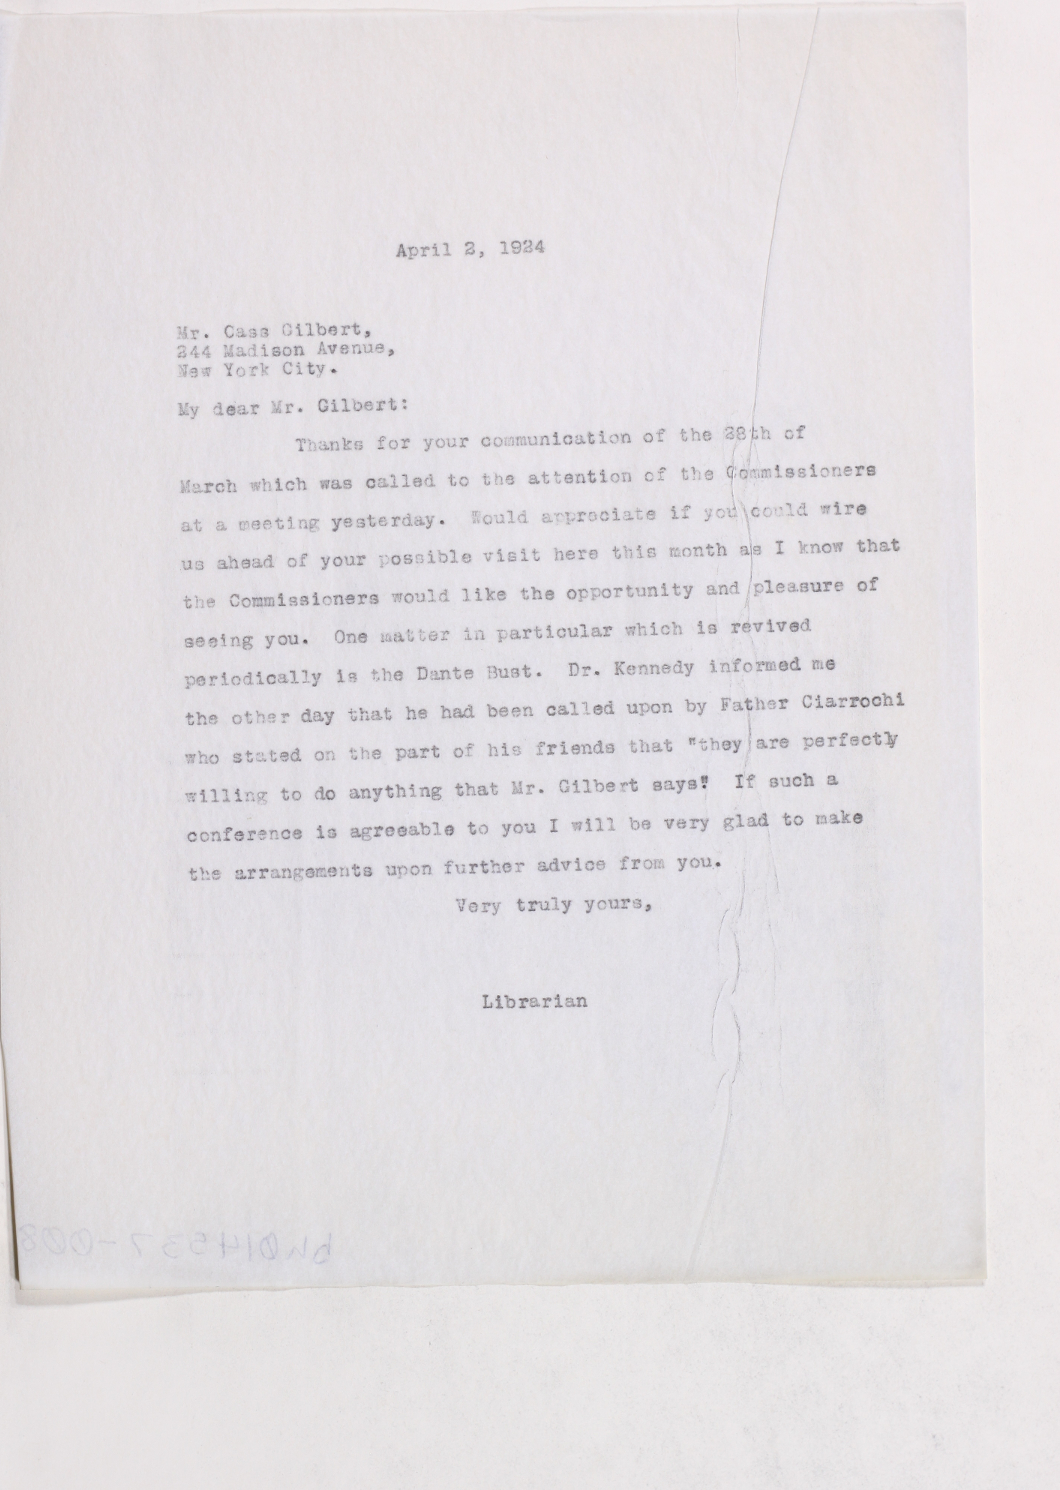 April 2, 1924
Mr. Cass Gilbert,
244 Madison Avenue,
New York City.
My dear Mr. Gilbert:
Thanks for your communication of the 28th of
March which was called to the attention of the Commissioners
at a meeting yesterday. Would appreciate if you could wire
us ahead of your possible visit here this month as I know that
the Commissioners would like the opportunity and pleasure of
seeing you. One matter in particular which is revived
periodically is the Dante Bust. Dr. Kennedy informed me
the other day that he had been called upon by Father Ciarrochi
who stated on the part of his friends that "they are perfectly
willing to do anything that Mr. Gilbert says" If such a
conference is agreeable to you I will be very glad to make
the arrangements upon further advice from you.
Very truly yours,
Librarian
bh014537-008